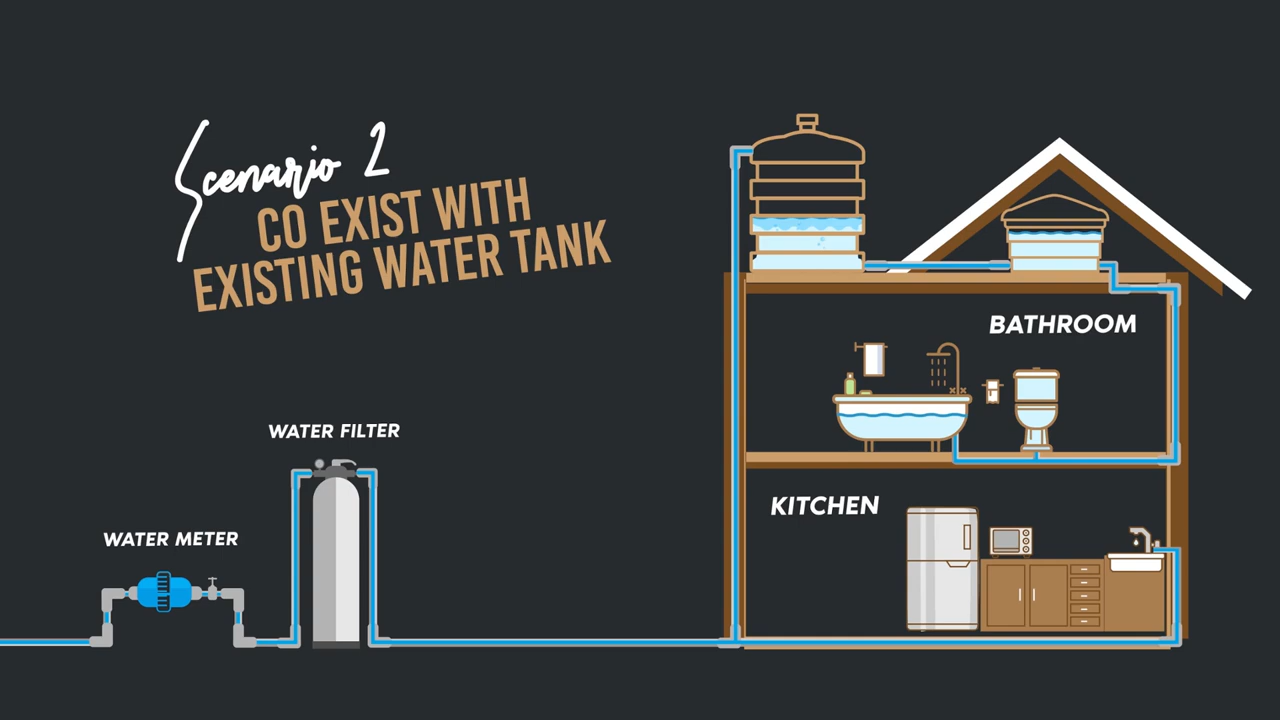 Scenario 2
CO EXIST WITH
EXISTING WATER TANK
BATHROOM
WATER FILTER
KITCHEN
WATER METER